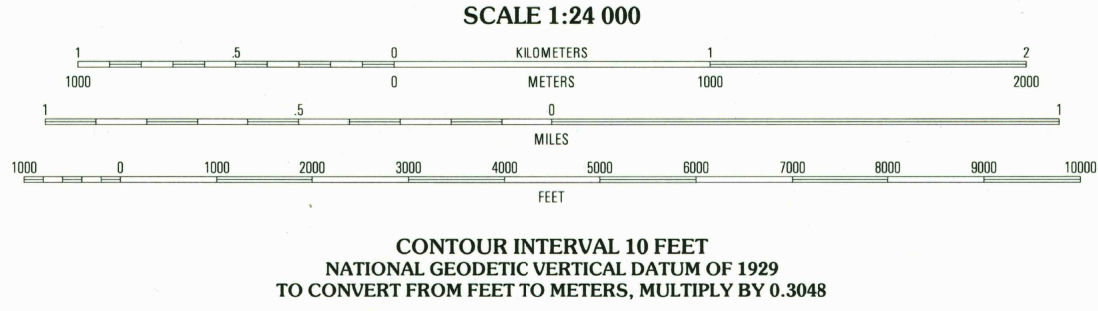 SCALE 1:24 000
1 .5 0 KILOMETERS 1 2
1000 0 METERS 1000 2000
1 .5 0 1
MILES
1000 0 1000 2000 3000 4000 5000 6000 7000 8000 9000 10000
FEET
CONTOUR INTERVAL 10 FEET
NATIONAL GEODETIC VERTICAL DATUM OF 1929
TO CONVERT FROM FEET TO METERS, MULTIPLY BY 0.3048